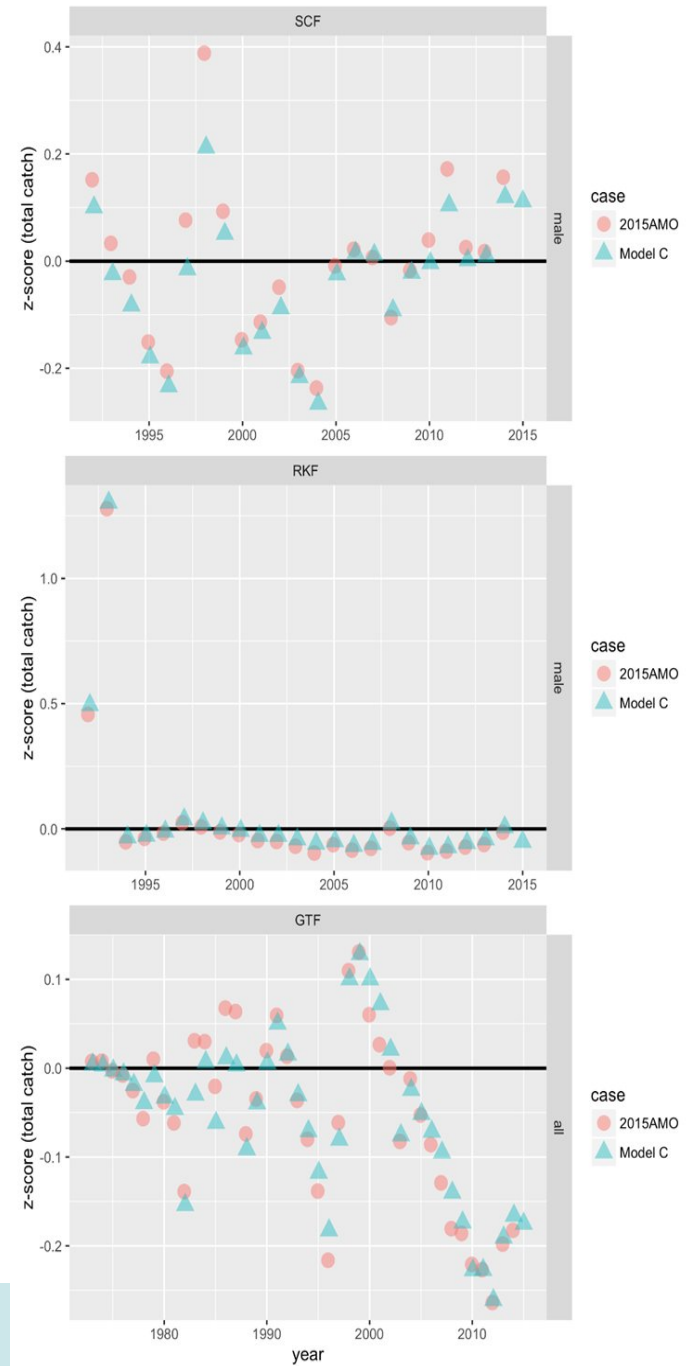 SCF
0.4
0.2
0.0
-0.2
z-score (total catch)
male
1995 2000 2005 2010 2015
case
2015AMO
Model C
RKF
1.0
0.5
0.0
z-score (total catch)
male
1995 2000 2005 2010 2015
case
2015AMO
Model C
GTF
0.1
0.0
-0.1
-0.2
z-score (total catch)
all
1980 1990 2000 2010
year
case
2015AMO
Model C